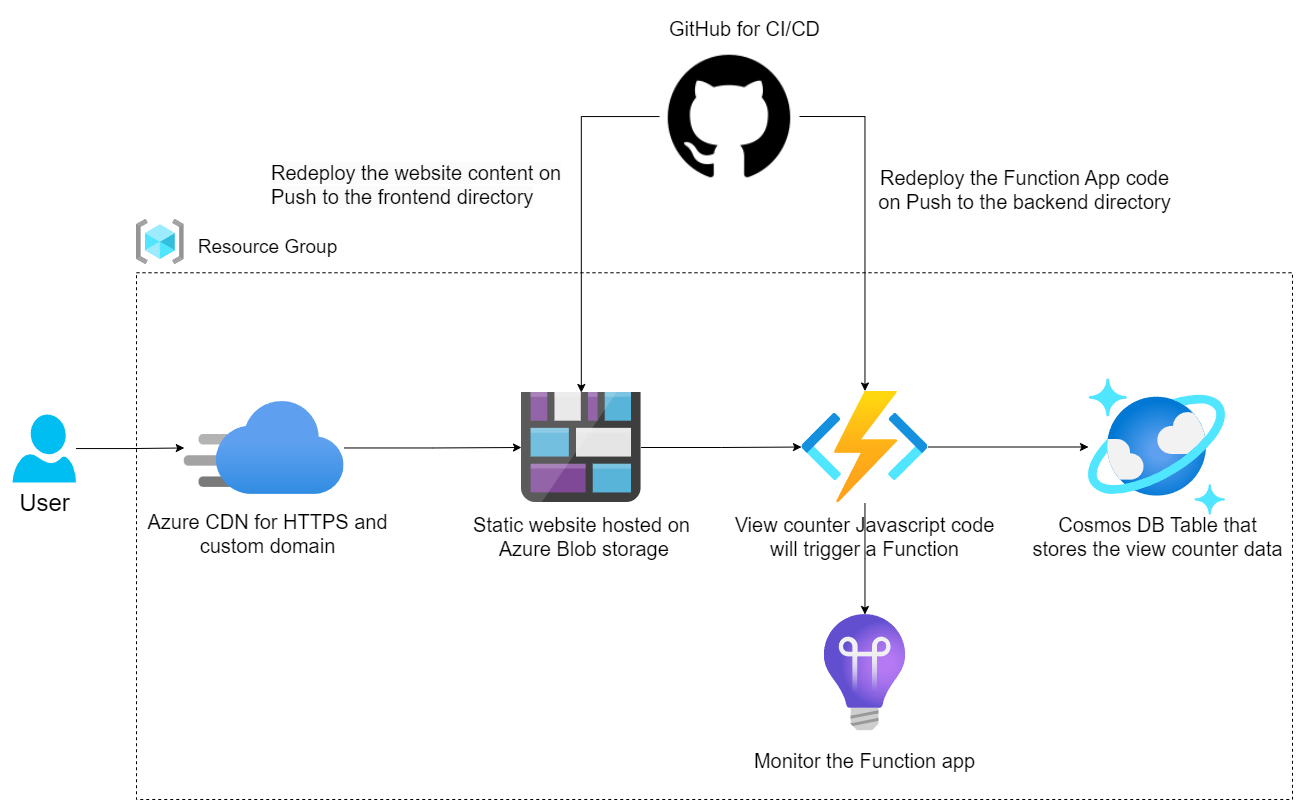 GitHub for CI/CD
Redeploy the website content on
Push to the frontend directory
Redeploy the Function App code
on Push to the backend directory
Resource Group
User
Azure CDN for HTTPS and
custom domain
Static website hosted on
Azure Blob storage
View counter Javascript code
will trigger a Function
Cosmos DB Table that
stores the view counter data
Monitor the Function app